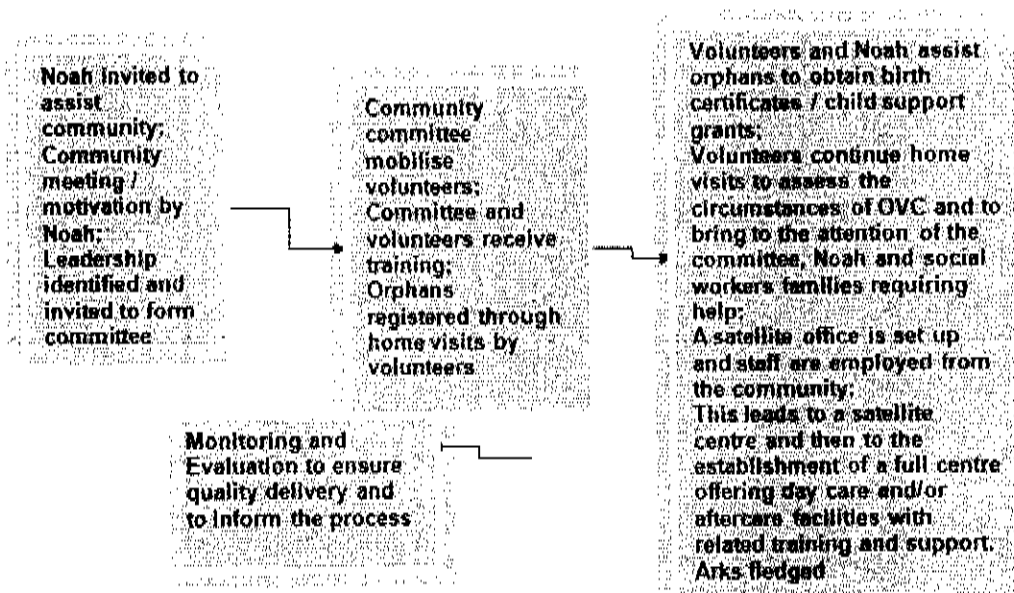 Noah invited to
assist
community;
Community
meeting /
motivation by
Noah;
Leadership
identified and
invited to form
committee
Community
committee
mobilise
volunteers;
Committee and
volunteers receive
training;
Orphans
registered through
home visits by
volunteers
Volunteers and Noah assist
orphans to obtain birth
certificates / child support
grants;
Volunteers continue home
visits to assess the
circumstances of OVC and to
bring to the attention of the
committee, Noah and social
workers families requiring
help;
A satellite office is set up
and staff are employed from
the community;
This leads to a satellite
centre and then to the
establishment of a full centre
offering day care and/or
aftercare facilities with
related training and support.
Arks fledged
Monitoring and
Evaluation to ensure
quality delivery and
to inform the process